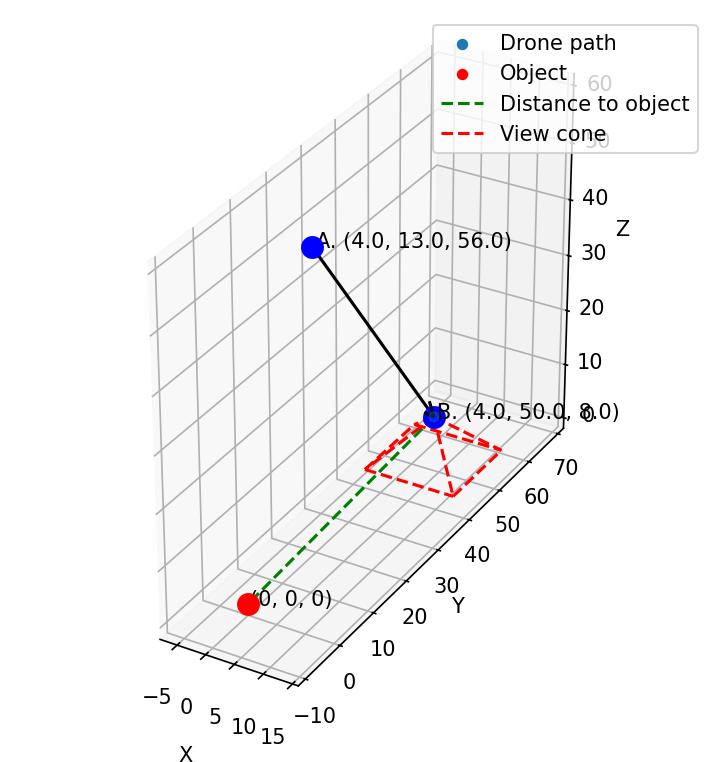 Drone path
Object
Distance to object
View cone
60
50
40
30
20
10
0
Z
A. (4.0, 13.0, 56.0)
B. (4.0, 50.0, 8.0)
(0, 0, 0)
70
60
50
40
30
20
10
0
−10
Y
−5
0
5
10
15
X